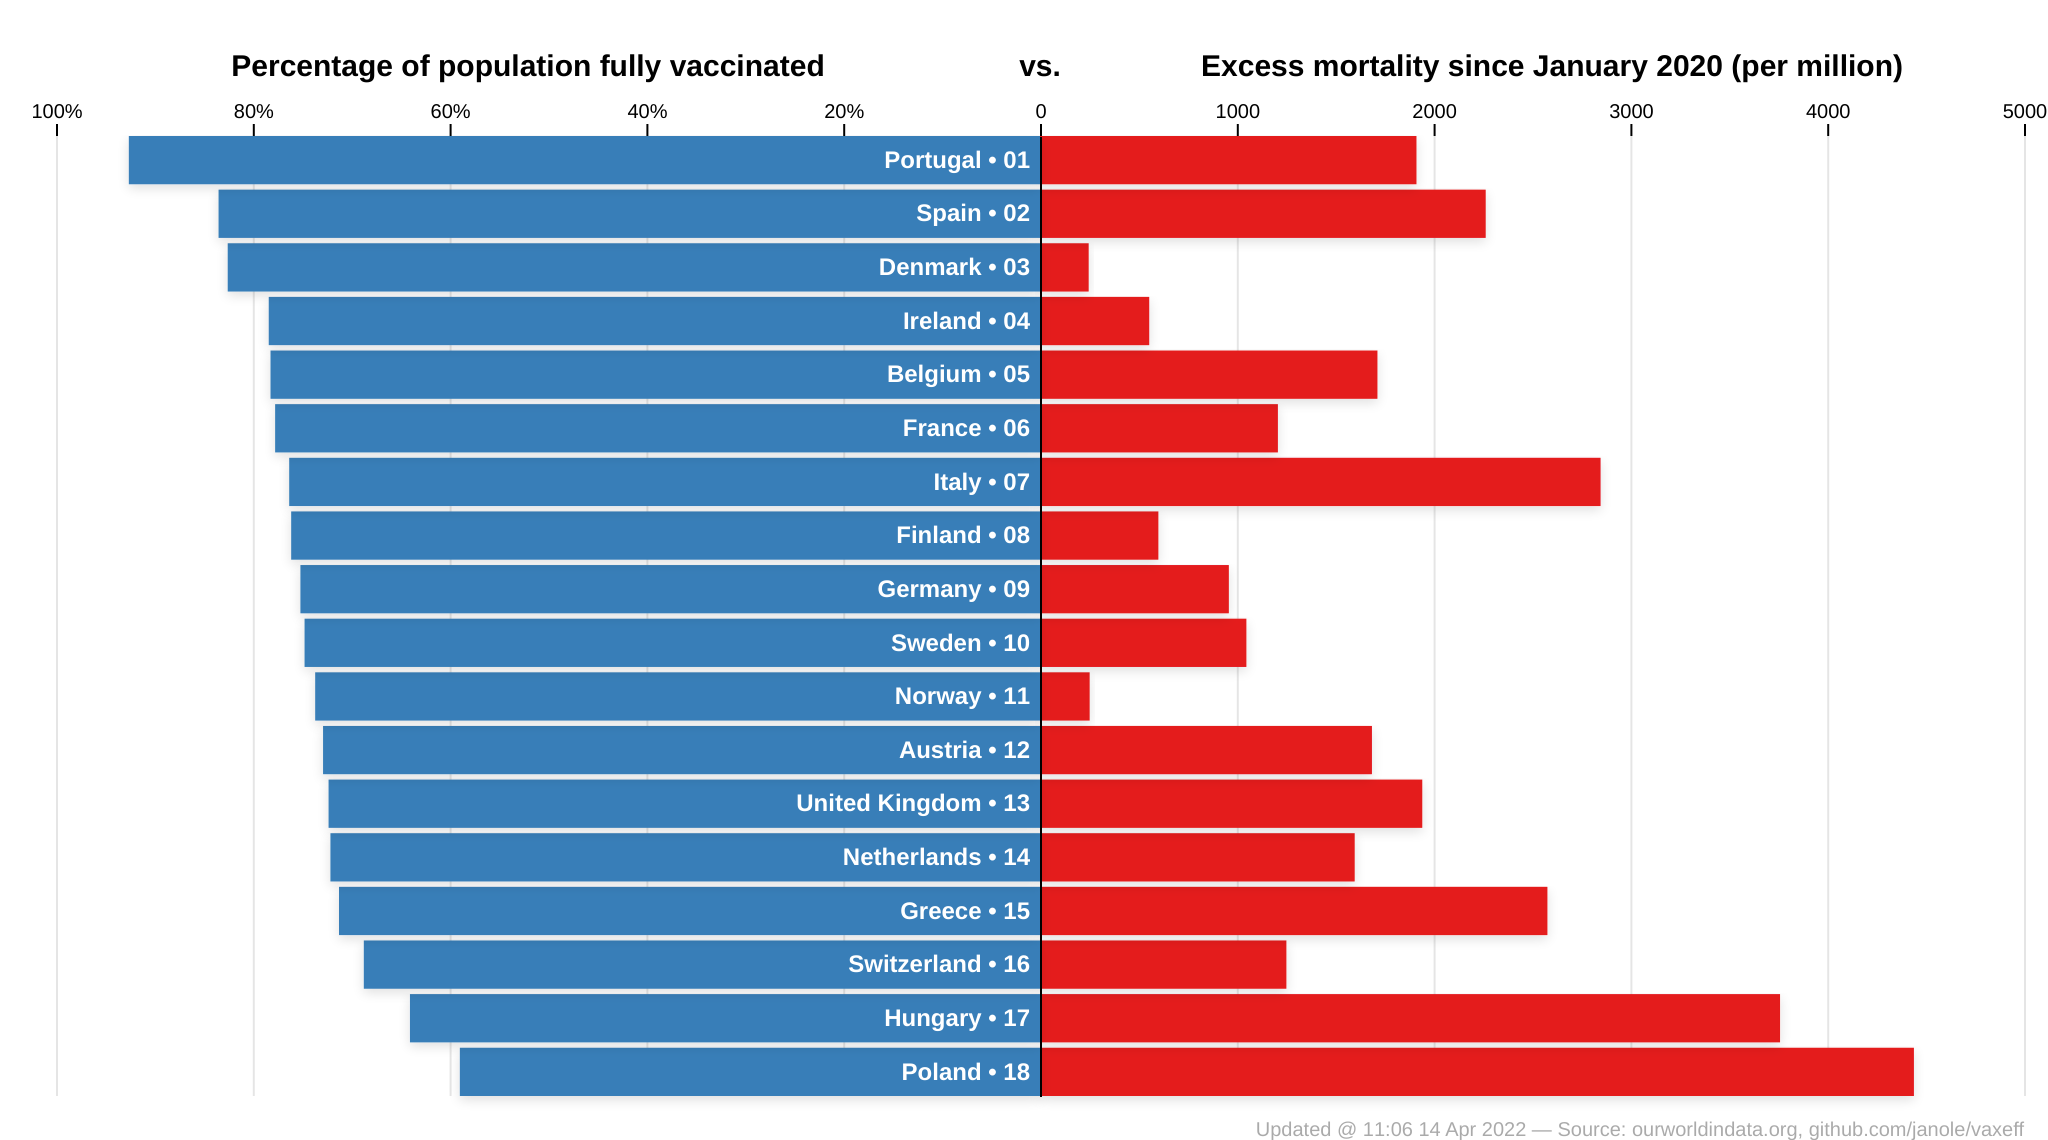 Percentage of population fully vaccinated vs. Excess mortality since January 2020 (per million)
100% 80% 60% 40% 20% 0 1000 2000 3000 4000 5000
Portugal • 01
Spain • 02
Denmark • 03
Ireland • 04
Belgium • 05
France • 06
Italy • 07
Finland • 08
Germany • 09
Sweden • 10
Norway • 11
Austria • 12
United Kingdom • 13
Netherlands • 14
Greece • 15
Switzerland • 16
Hungary • 17
Poland • 18
Updated @ 11:06 14 Apr 2022 — Source: ourworldindata.org, github.com/janole/vaxeff